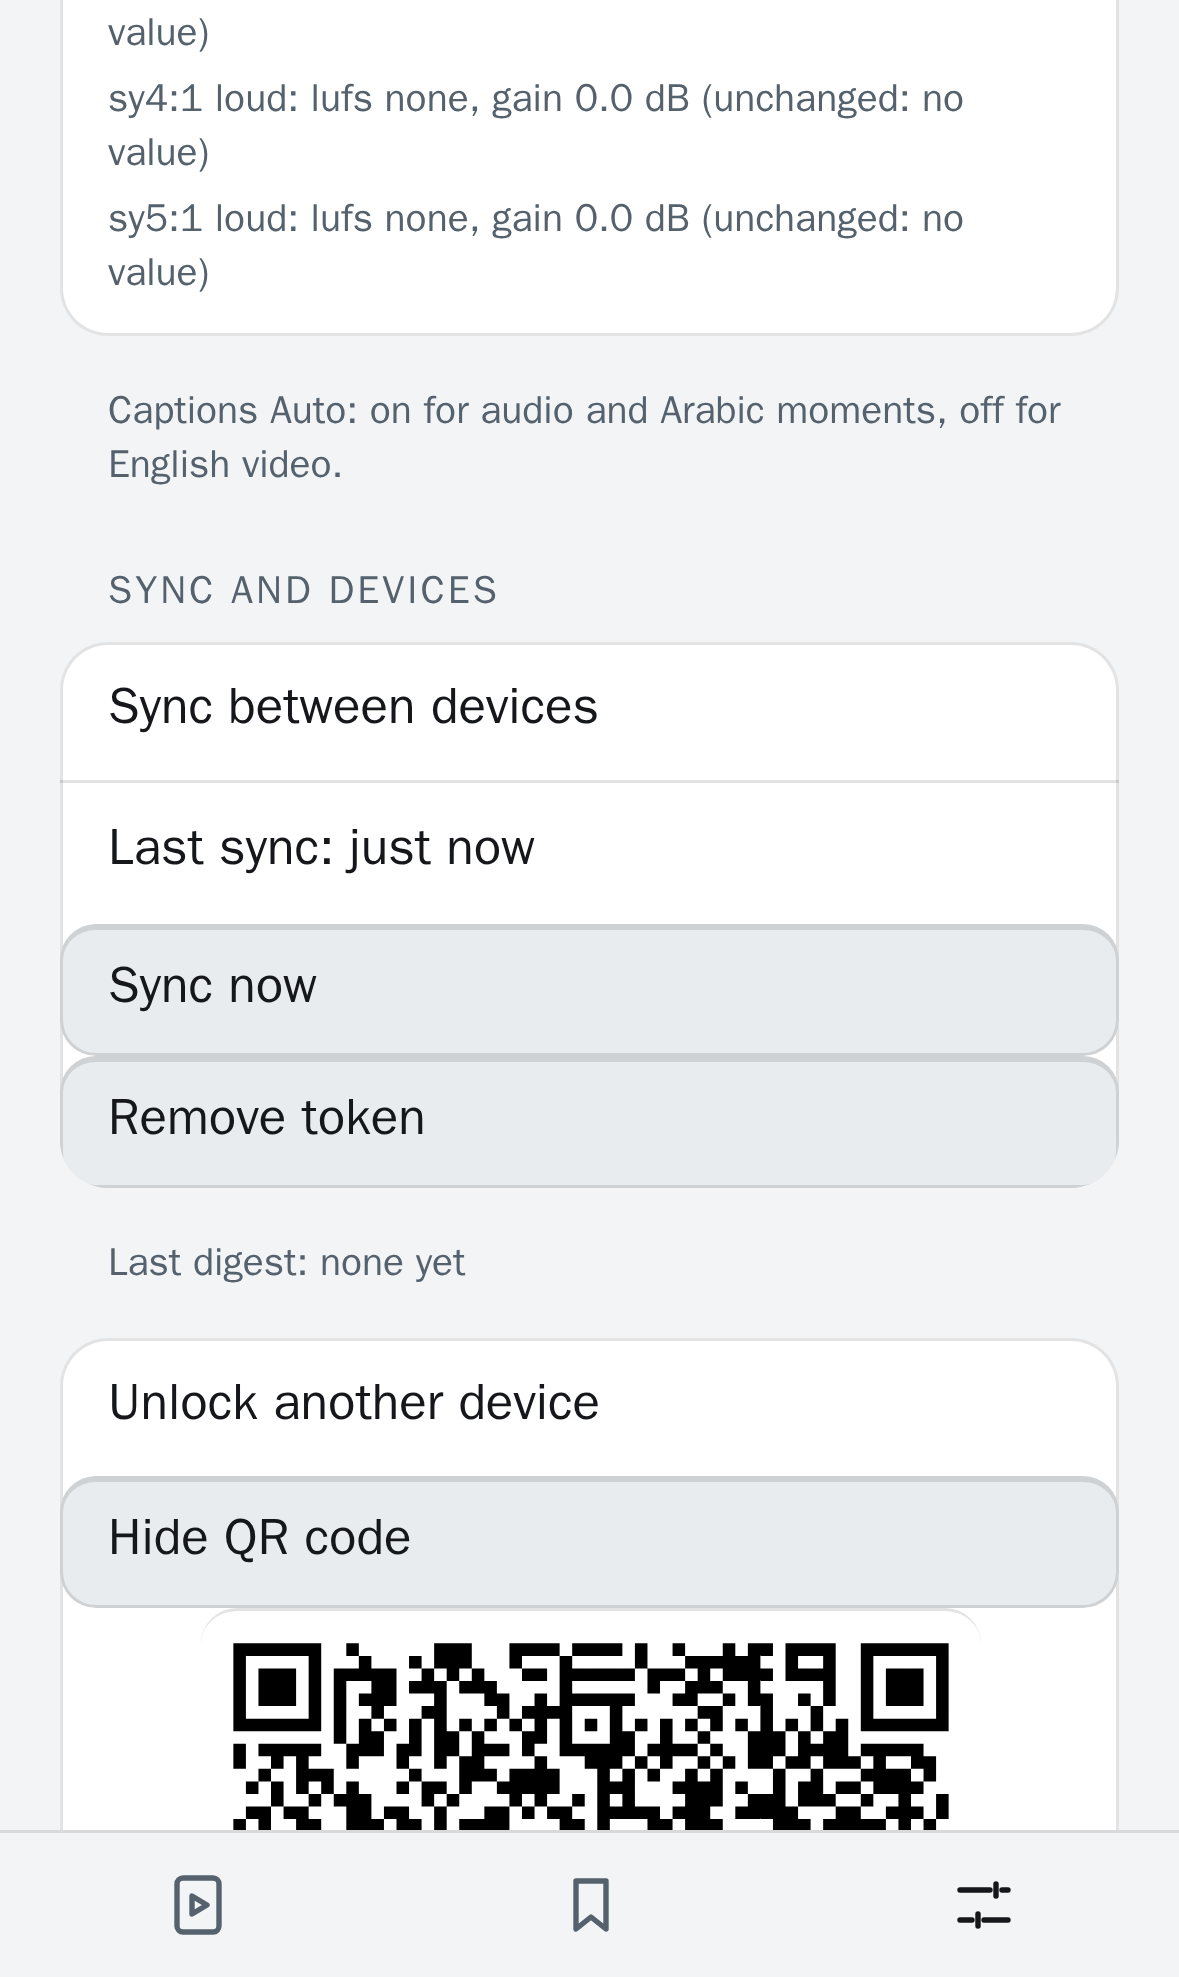 value)
sy4:1 loud: lufs none, gain 0.0 dB (unchanged: no
value)
sy5:1 loud: lufs none, gain 0.0 dB (unchanged: no
value)
Captions Auto: on for audio and Arabic moments, off for
English video.
SYNC AND DEVICES
Sync between devices
Last sync: just now
Sync now
Remove token
Last digest: none yet
Unlock another device
Hide QR code